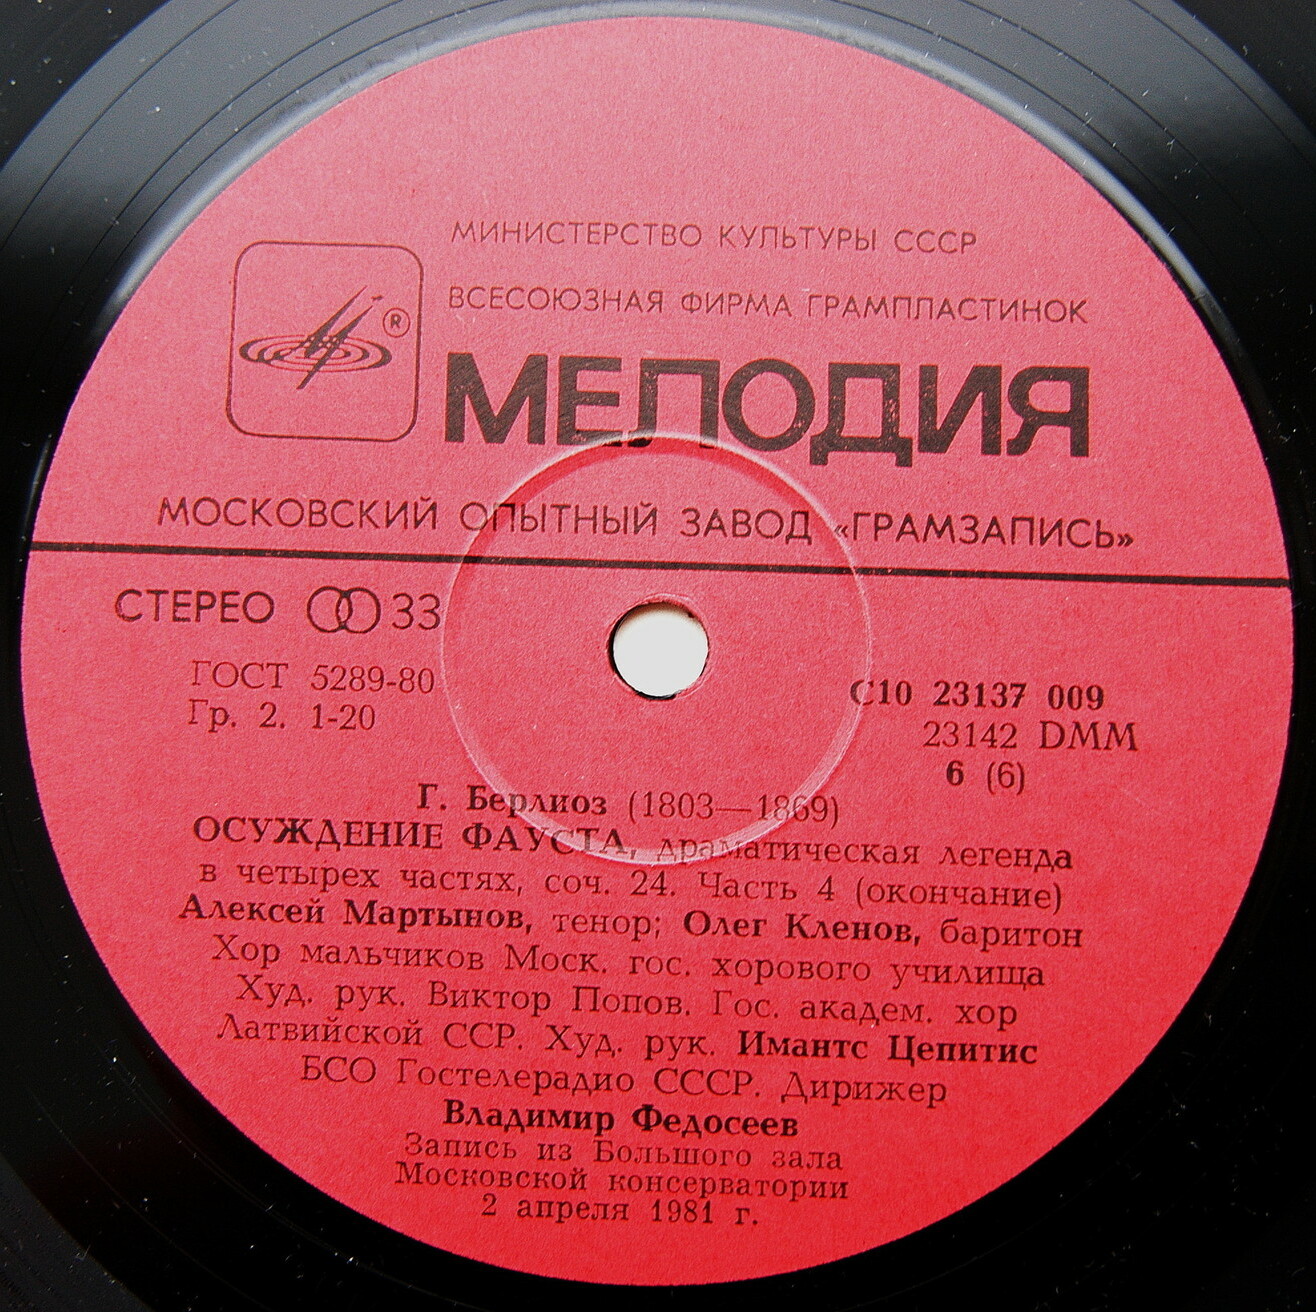 МИНИСТЕРСТВО КУЛЬТУРЫ СССР
ВСЕСОЮЗНАЯ ФИРМА ГРАМПЛАСТИНОК
®
МЕЛОДИЯ
МОСКОВСКИЙ ОПЫТНЫЙ ЗАВОД «ГРАМЗАПИСЬ»
СТЕРЕО 33
ГОСТ 5289-80
Гр. 2. 1-20
С10 23137 009
23142 DMM
6 (6)
Г. Берлиоз (1803—1869)
ОСУЖДЕНИЕ ФАУСТА, драматическая легенда
в четырех частях, соч. 24. Часть 4 (окончание)
Алексей Мартынов, тенор; Олег Кленов, баритон
Хор мальчиков Моск. гос. хорового училища
Худ. рук. Виктор Попов. Гос. академ. хор
Латвийской ССР. Худ. рук. Имантс Цепитис
БСО Гостелерадио СССР. Дирижер
Владимир Федосеев
Запись из Большого зала
Московской консерватории
2 апреля 1981 г.